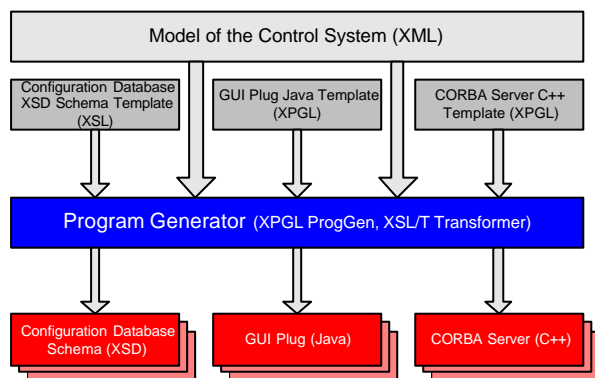 Model of the Control System (XML)
Configuration Database
XSD Schema Template
(XSL)
GUI Plug Java Template
(XPGL)
CORBA Server C++
Template (XPGL)
Program Generator (XPGL ProgGen, XSL/T Transformer)
Configuration Database
Schema (XSD)
GUI Plug (Java)
CORBA Server (C++)